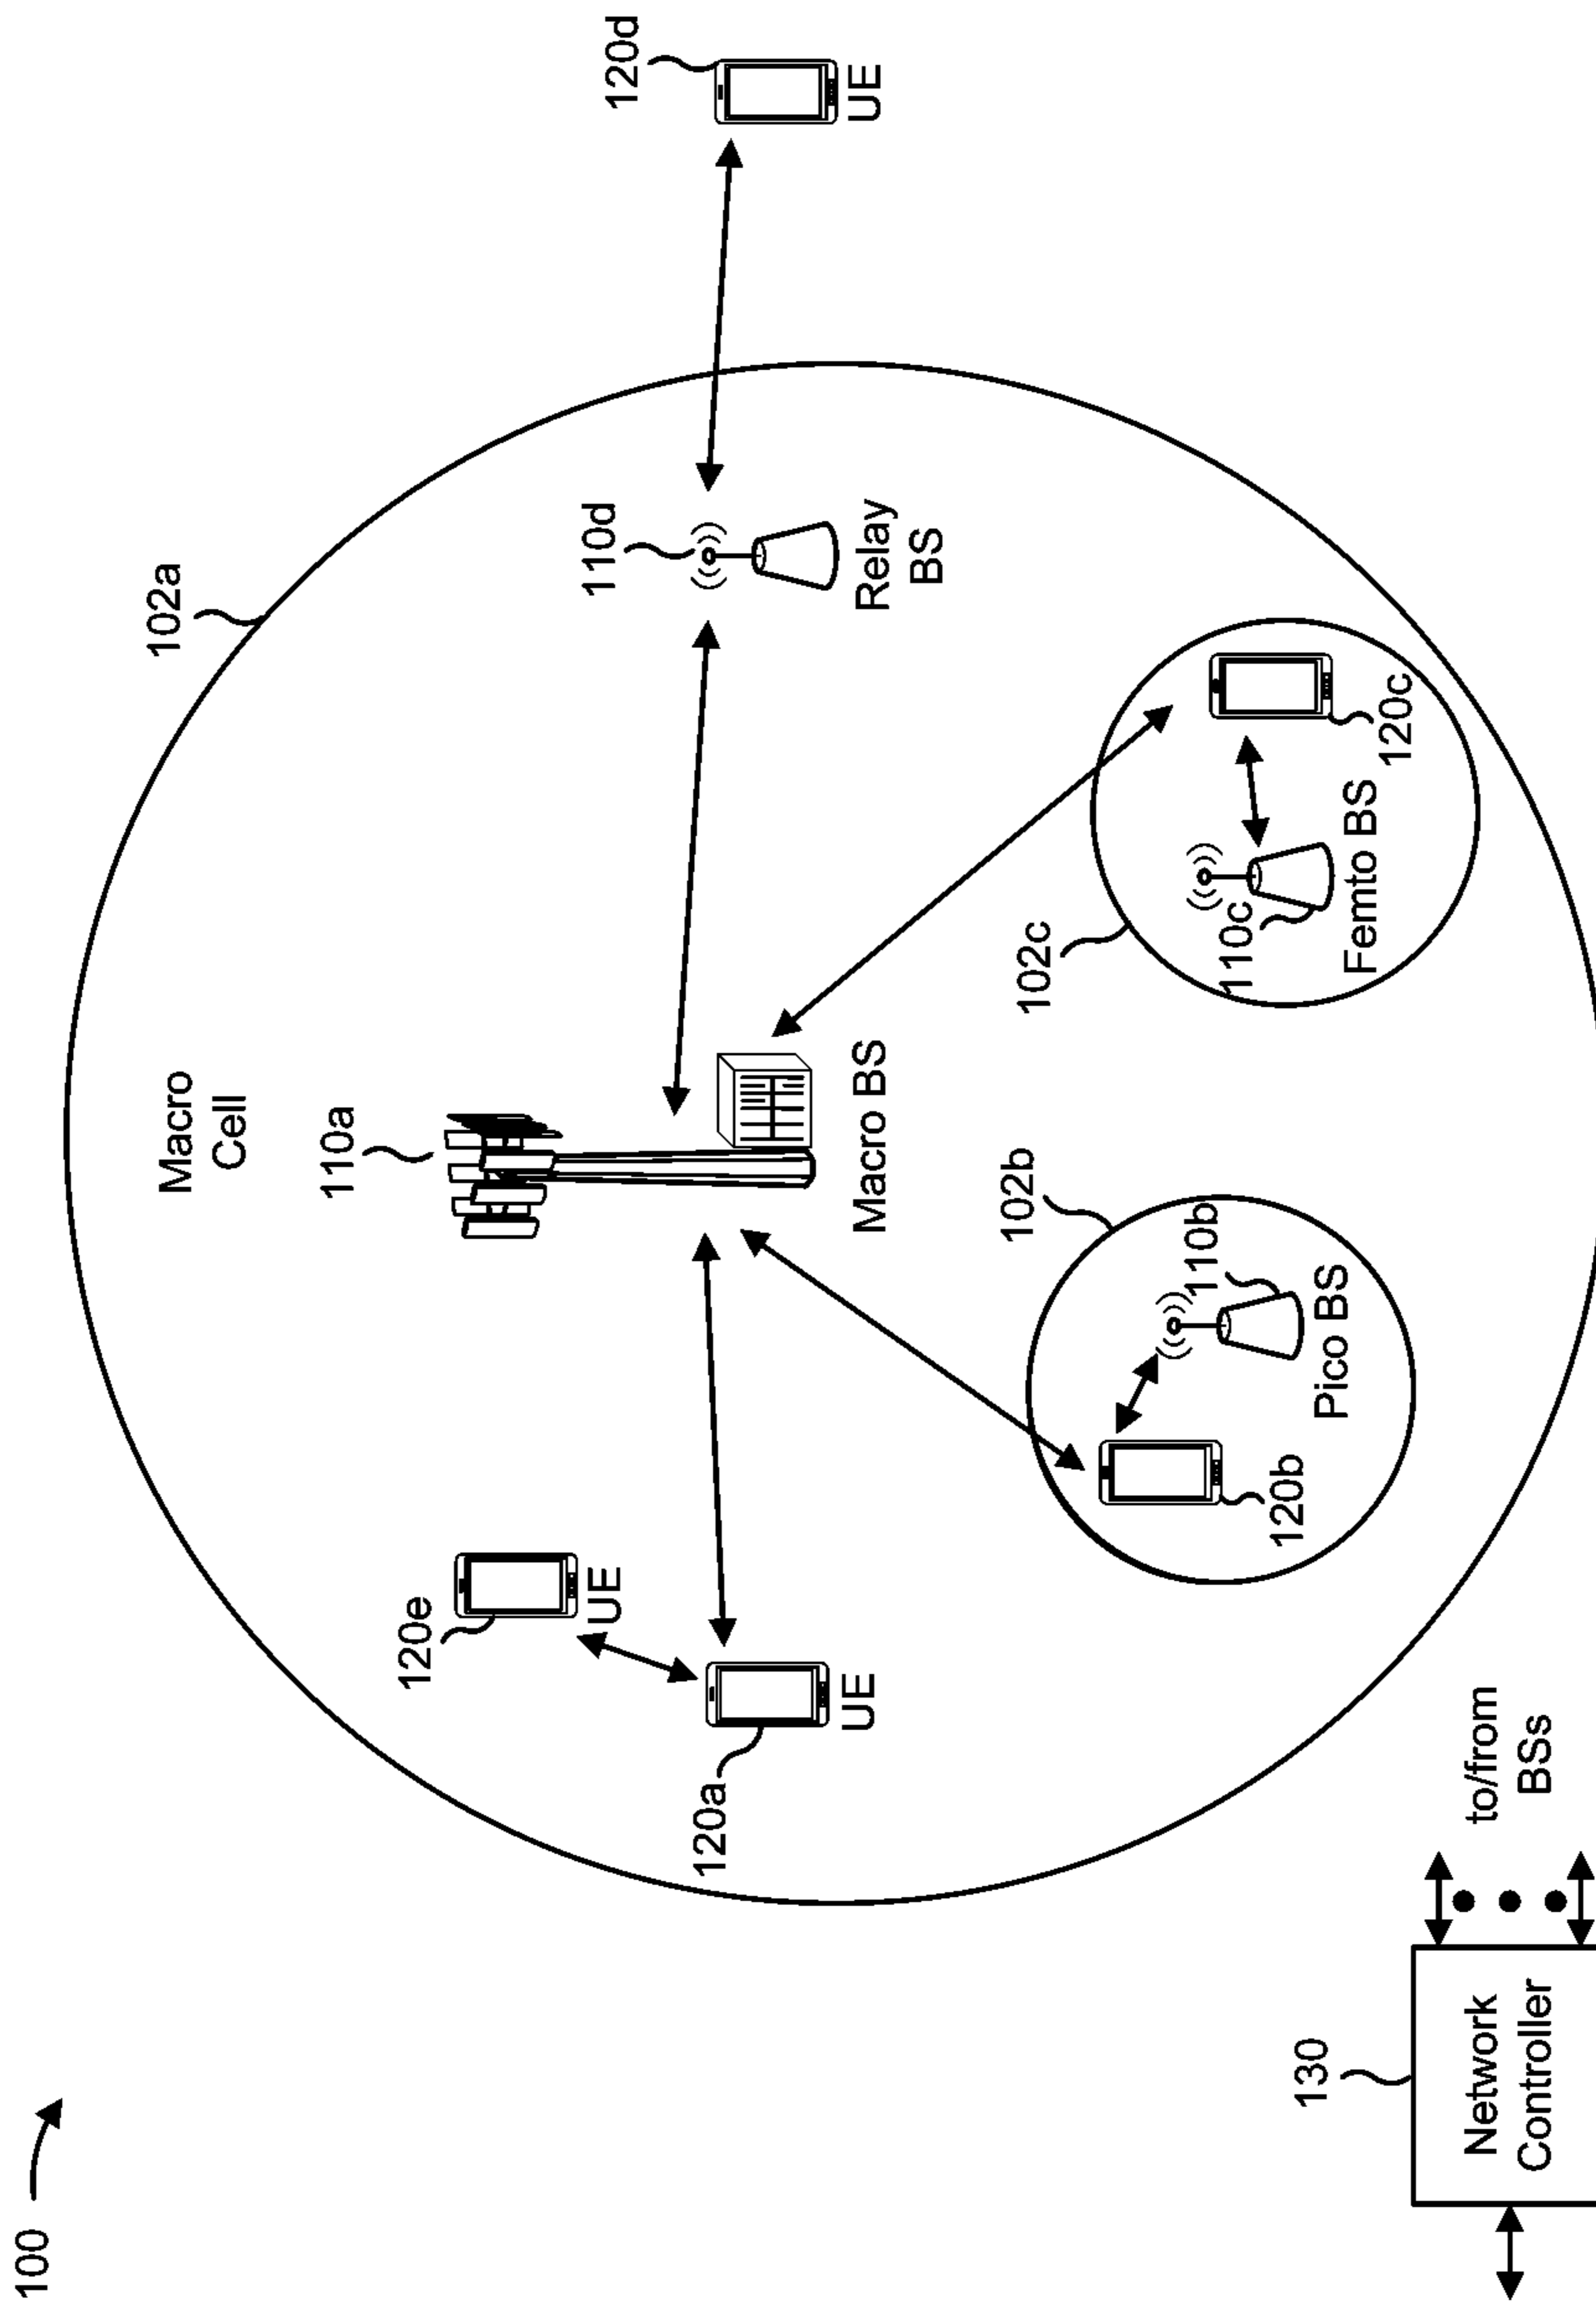 100
Macro
Cell
102a
110a
120e
UE
110d
120d
120a
UE
Macro BS
Relay
BS
UE
102b
102c
110b
110c
120b
Pico BS
Femto BS
120c
130
Network
Controller
to/from
BSs